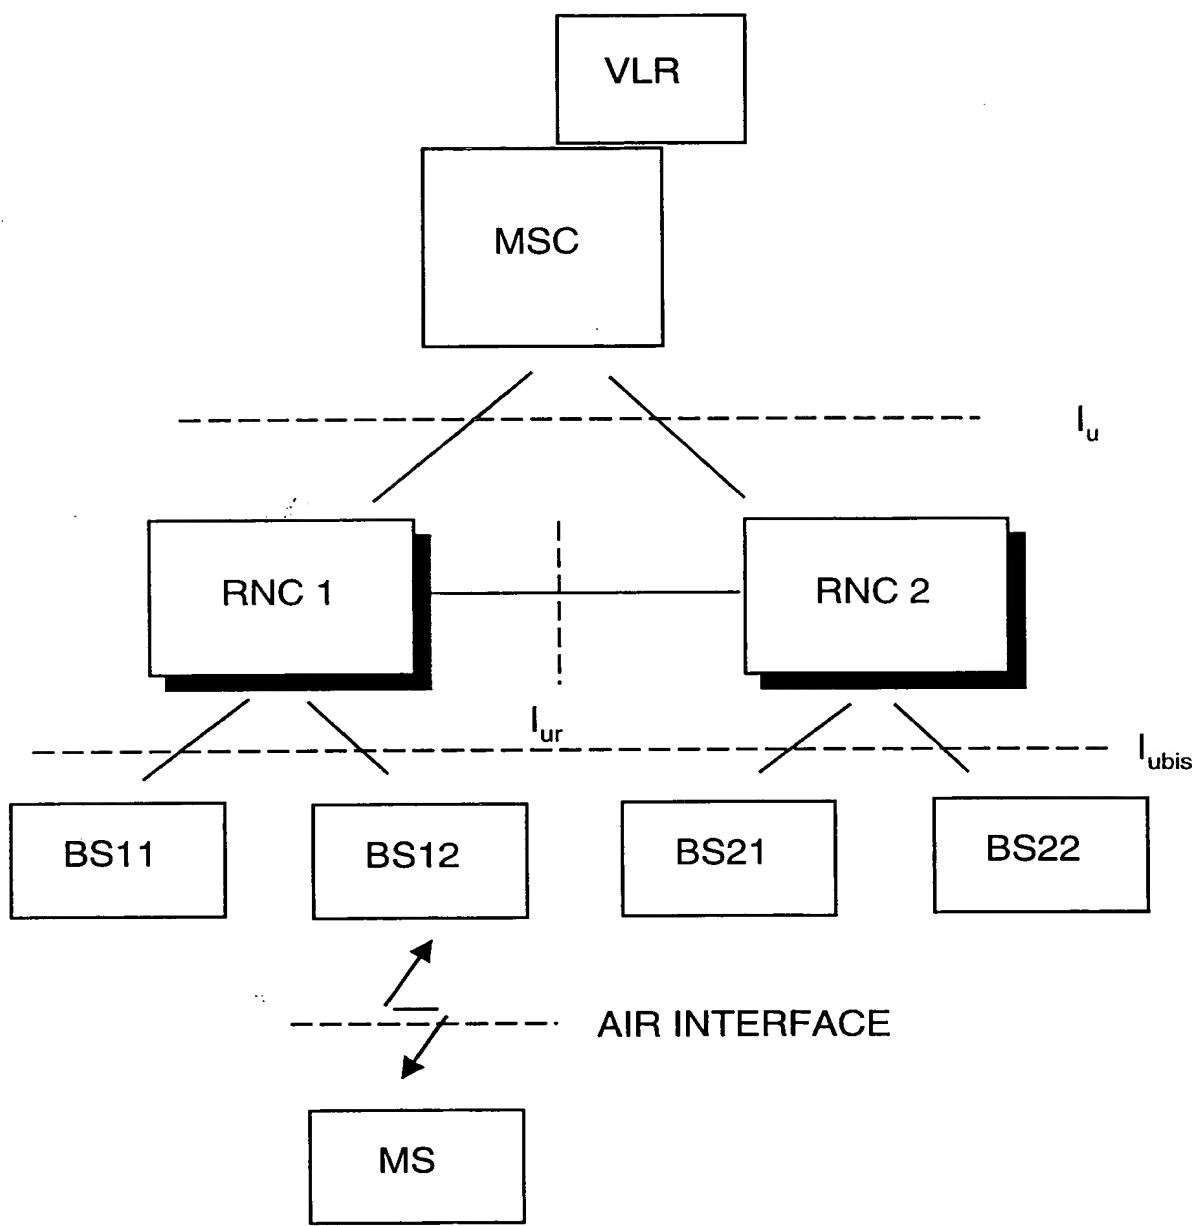 VLR
MSC
Iu
RNC 1
RNC 2
Iur
Iubis
BS11
BS12
BS21
BS22
AIR INTERFACE
MS